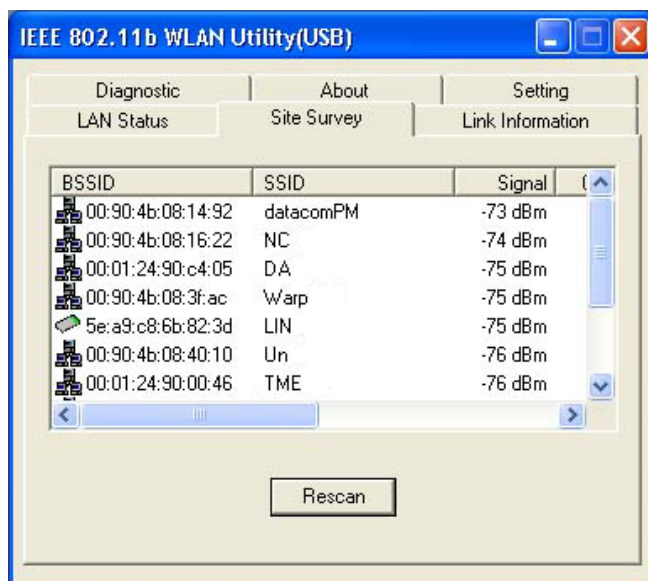 IEEE 802.11b WLAN Utility(USB)
Diagnostic About Setting
LAN Status Site Survey Link Information
BSSID SSID Signal
00:90:4b:08:14:92 datacomPM -73 dBm
00:90:4b:08:16:22 NC -74 dBm
00:01:24:90:c4:05 DA -75 dBm
00:90:4b:08:3f:ac Warp -75 dBm
5e:a9:c8:6b:82:3d LIN -75 dBm
00:90:4b:08:40:10 Un -76 dBm
00:01:24:90:00:46 TME -76 dBm
Rescan